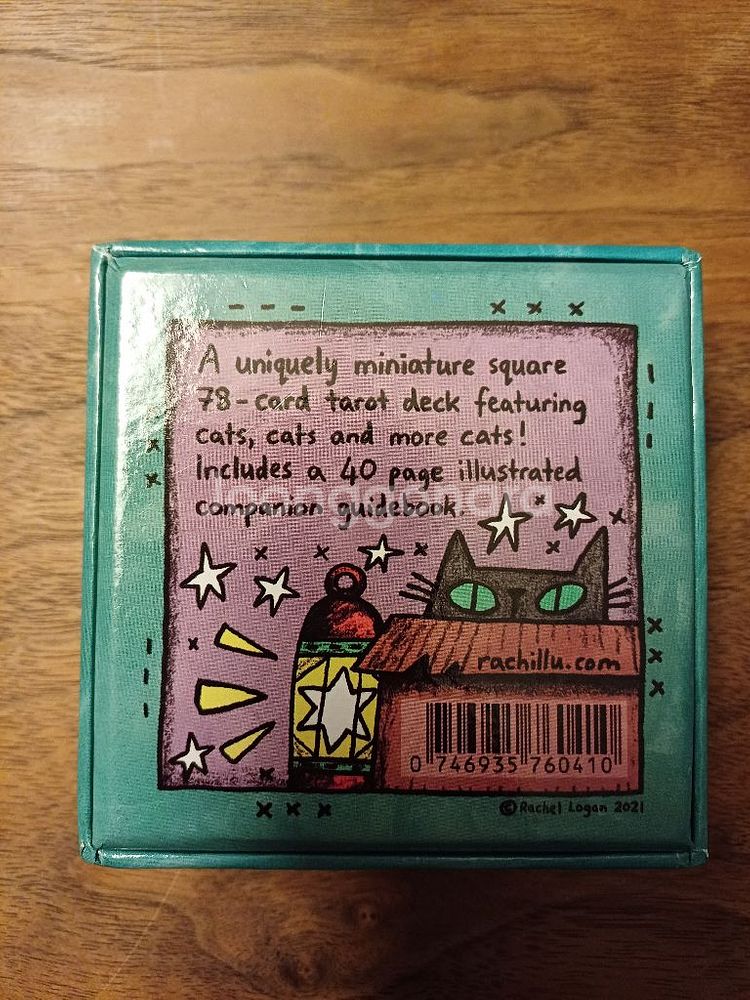 A uniquely miniature square
78-card tarot deck featuring
cats, cats and more cats!
Includes a 40 page illustrated
companion guidebook.
rachillu.com
0 746935 760410
© Rachel Logan 2021